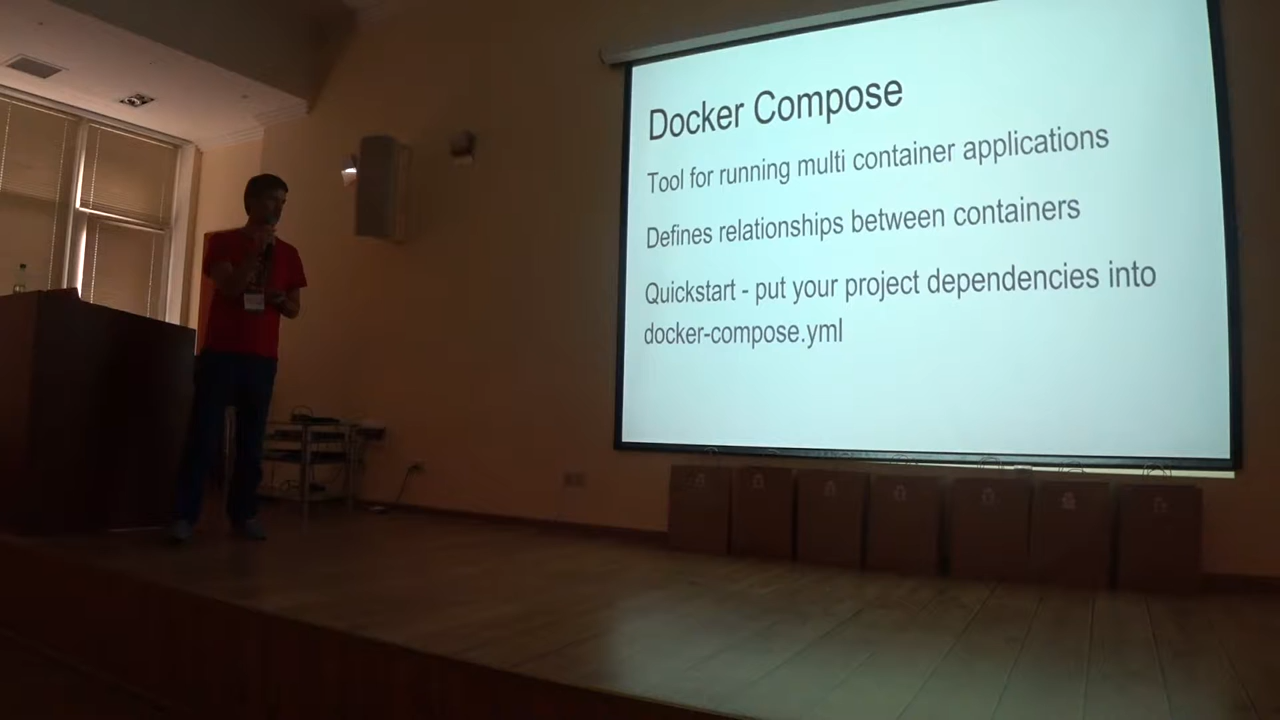 Docker Compose
Tool for running multi container applications
Defines relationships between containers
Quickstart - put your project dependencies into
docker-compose.yml